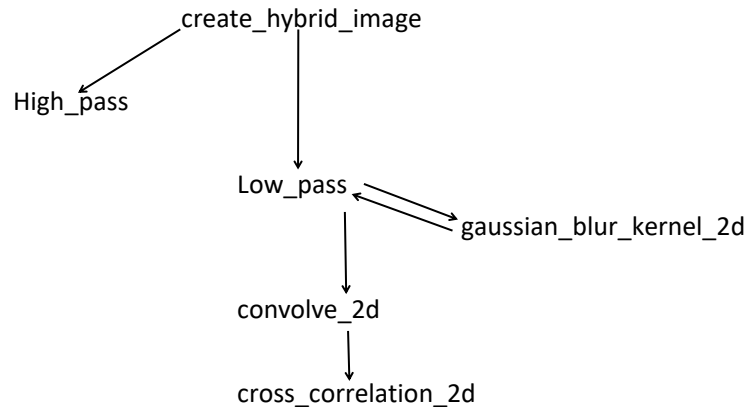 create_hybrid_image
High_pass
Low_pass
gaussian_blur_kernel_2d
convolve_2d
cross_correlation_2d